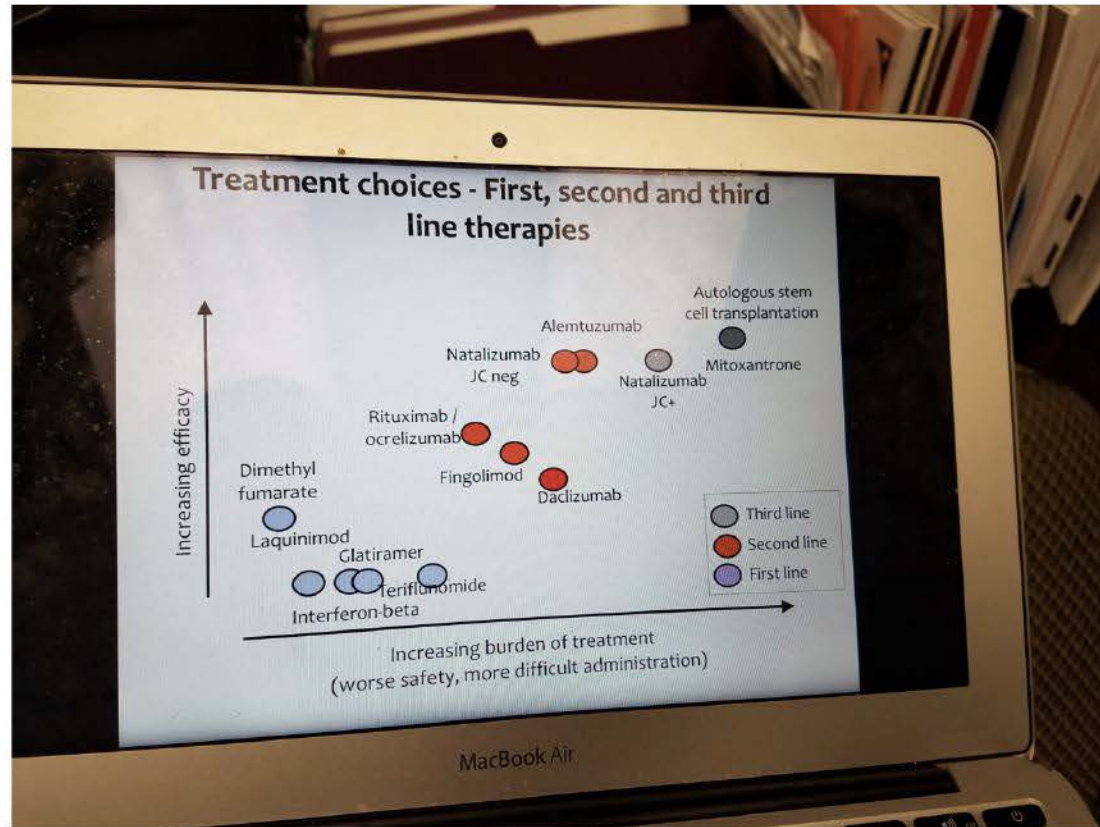 Treatment choices - First, second and third
line therapies
Increasing efficacy
Autologous stem
cell transplantation
Alemtuzumab
Mitoxantrone
Natalizumab
JC neg
Natalizumab
JC+
Rituximab /
ocrelizumab
Fingolimod
Daclizumab
Dimethyl
fumarate
Laquinimod
Glatiramer
Teriflunomide
Interferon-beta
Third line
Second line
First line
Increasing burden of treatment
(worse safety, more difficult administration)
MacBook Air